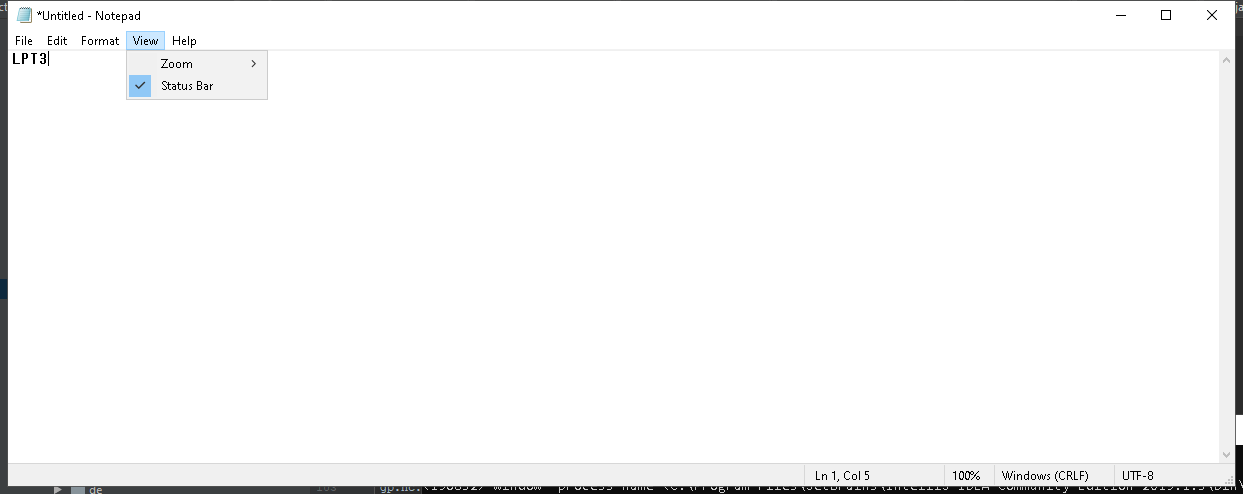 *Untitled - Notepad
File Edit Format View Help
LPT3
Zoom
Status Bar
Ln 1, Col 5 100% Windows (CRLF) UTF-8
de